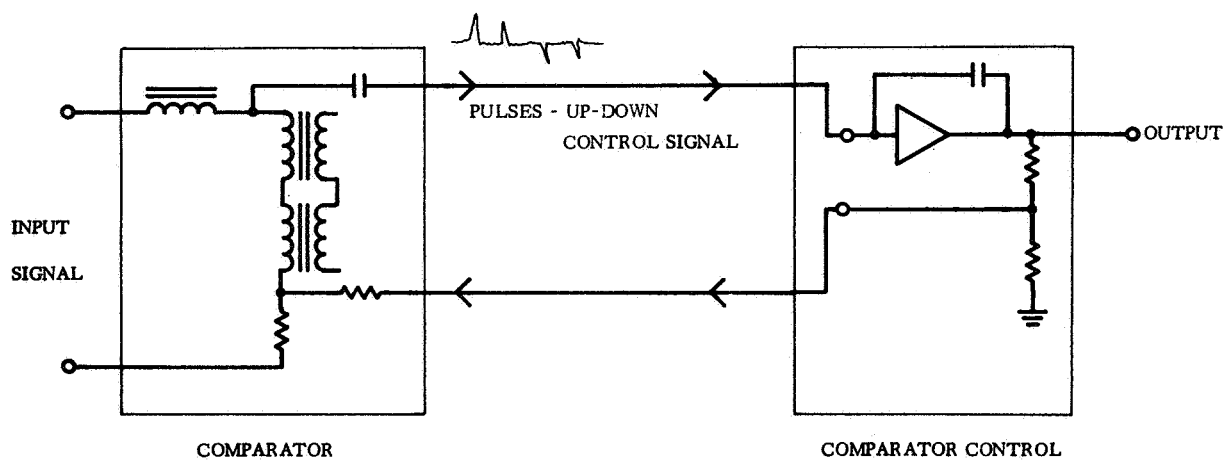 PULSES - UP-DOWN
CONTROL SIGNAL
OUTPUT
INPUT
SIGNAL
COMPARATOR
COMPARATOR CONTROL